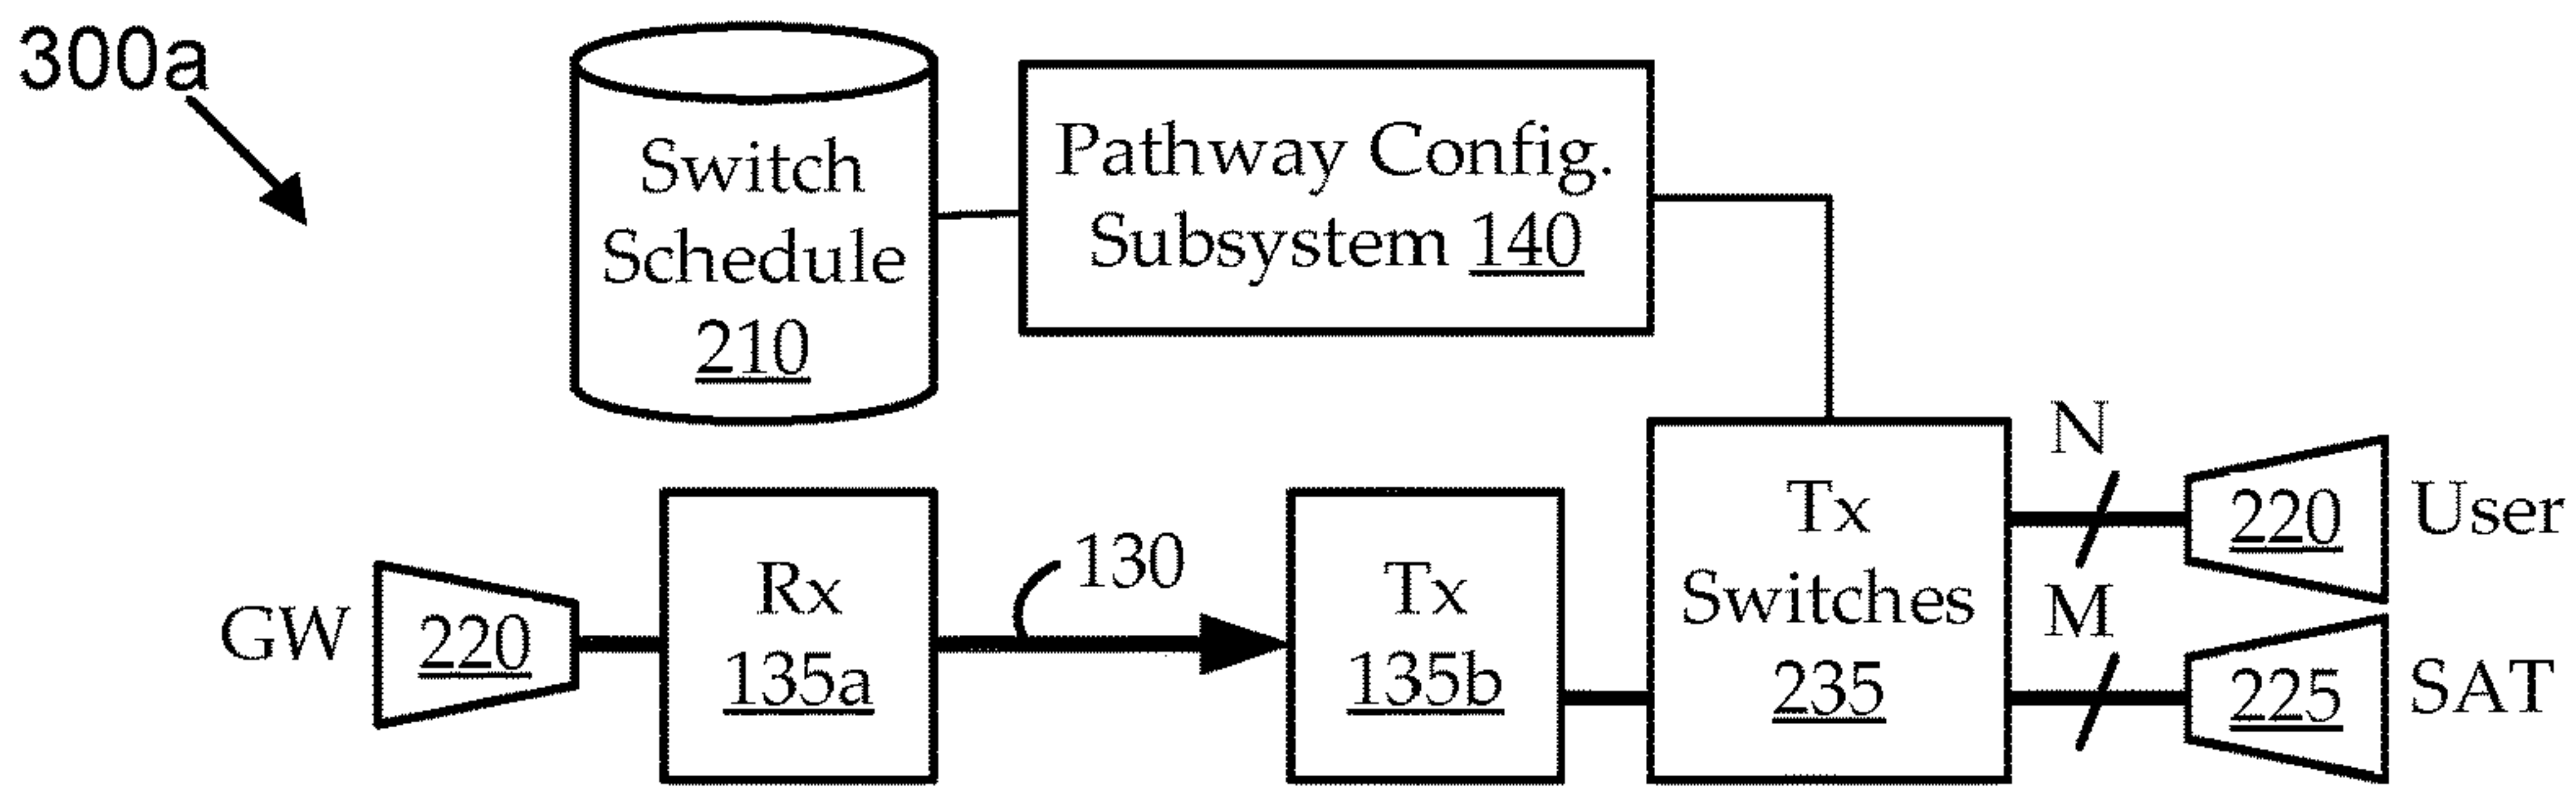 300a
Switch
Schedule
210
Pathway Config.
Subsystem 140
GW
220
Rx
135a
130
Tx
135b
Tx
Switches
235
N
220
User
M
225
SAT